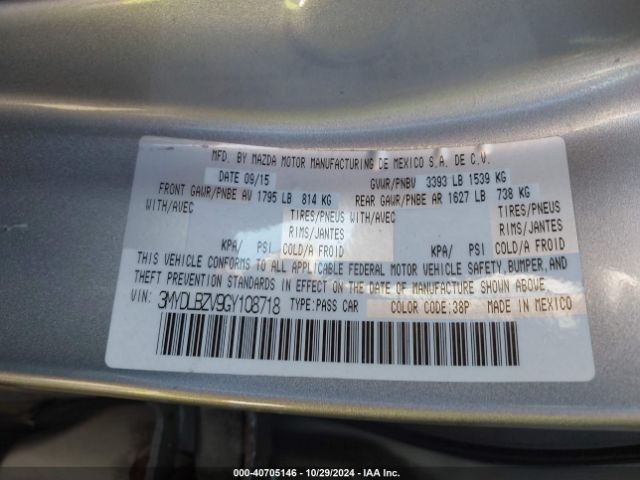 MFD. BY MAZDA MOTOR MANUFACTURING DE MEXICO S.A. DE C.V.
DATE 09/15 GVWR/PNBV 3393 LB 1539 KG
FRONT GAWR/PNBE AV 1795 LB 814 KG REAR GAWR/PNBE AR 1627 LB 738 KG
WITH/AVEC TIRES/PNEUS WITH/AVEC TIRES/PNEUS
RIMS/JANTES RIMS/JANTES
KPA/ PSI COLD/A FROID KPA/ PSI COLD/A FROID
THIS VEHICLE CONFORMS TO ALL APPLICABLE FEDERAL MOTOR VEHICLE SAFETY, BUMPER, AND
THEFT PREVENTION STANDARDS IN EFFECT ON THE DATE OF MANUFACTURE SHOWN ABOVE
VIN: 3MYDLBZV9GY108718 TYPE:PASS CAR COLOR CODE:38P MADE IN MEXICO
000-40705146 - 10/29/2024 - IAA Inc.